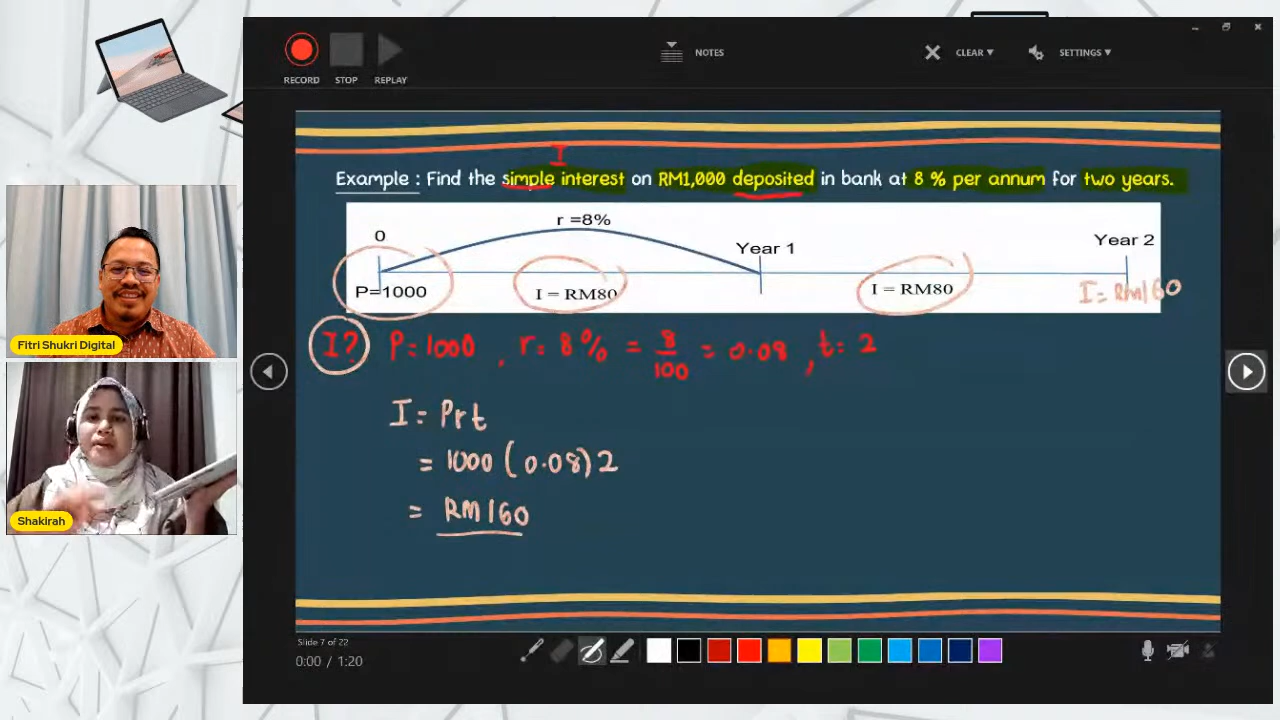 RECORD STOP REPLAY NOTES CLEAR SETTINGS
I
Example : Find the simple interest on RM1,000 deposited in bank at 8 % per annum for two years.
r =8%
0 Year 1 Year 2
P=1000 I = RM80 I = RM80 I = RM160
I? P = 1000 , r = 8% = 8/100 = 0.08 , t = 2
I = Prt
= 1000 (0.08) 2
= RM160
Fitri Shukri Digital
Shakirah
Slide 7 of 22
0:00 / 1:20